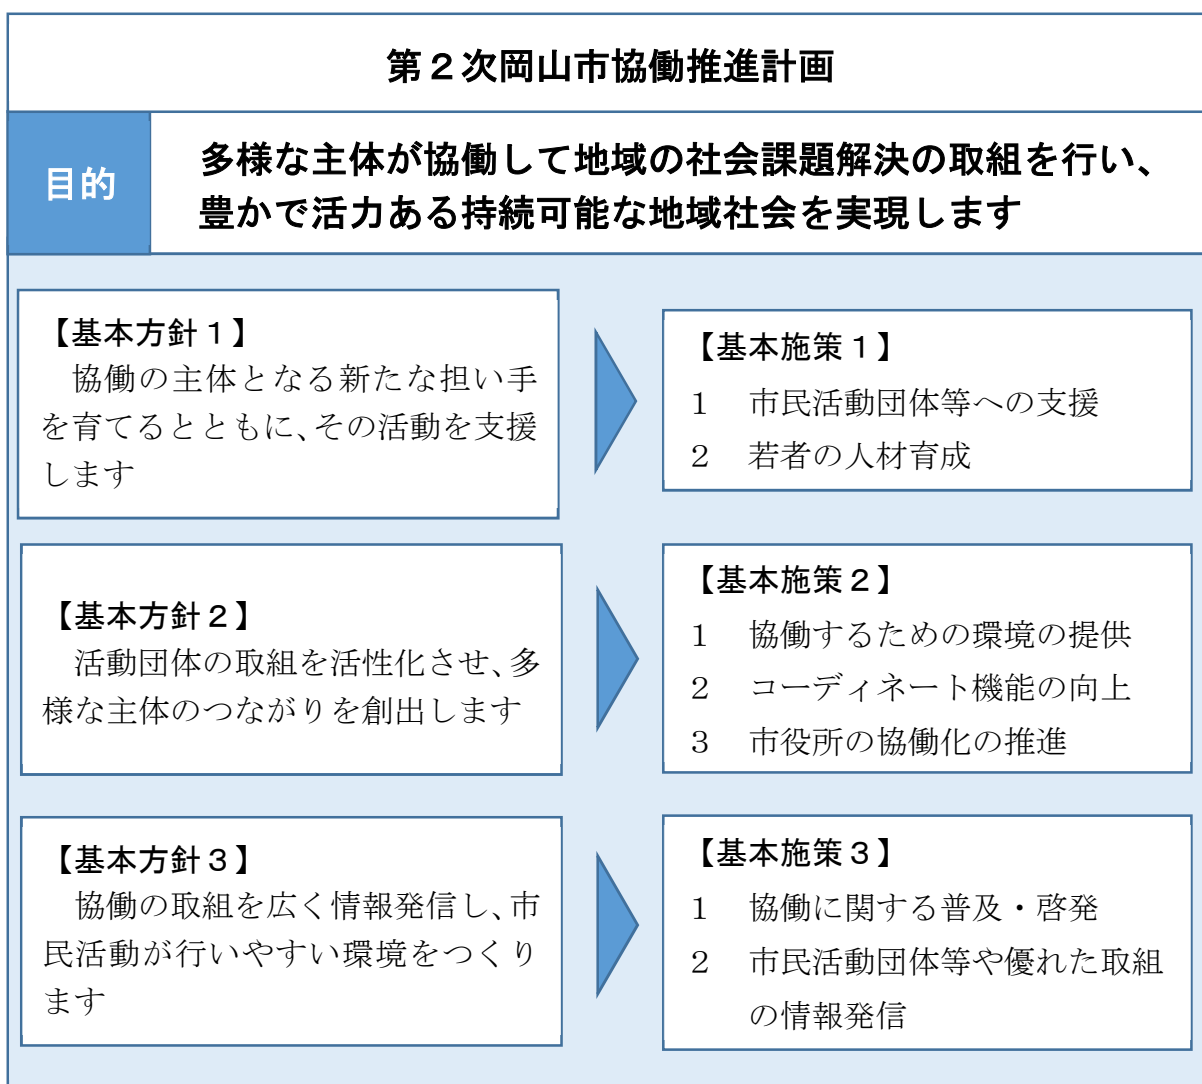 第２次岡山市協働推進計画
目的
多様な主体が協働して地域の社会課題解決の取組を行い、
豊かで活力ある持続可能な地域社会を実現します
【基本方針１】
協働の主体となる新たな担い手
を育てるとともに、その活動を支援
します
【基本施策１】
１　市民活動団体等への支援
２　若者の人材育成
【基本方針２】
活動団体の取組を活性化させ、多
様な主体のつながりを創出します
【基本施策２】
１　協働するための環境の提供
２　コーディネート機能の向上
３　市役所の協働化の推進
【基本方針３】
協働の取組を広く情報発信し、市
民活動が行いやすい環境をつくり
ます
【基本施策３】
１　協働に関する普及・啓発
２　市民活動団体等や優れた取組
の情報発信